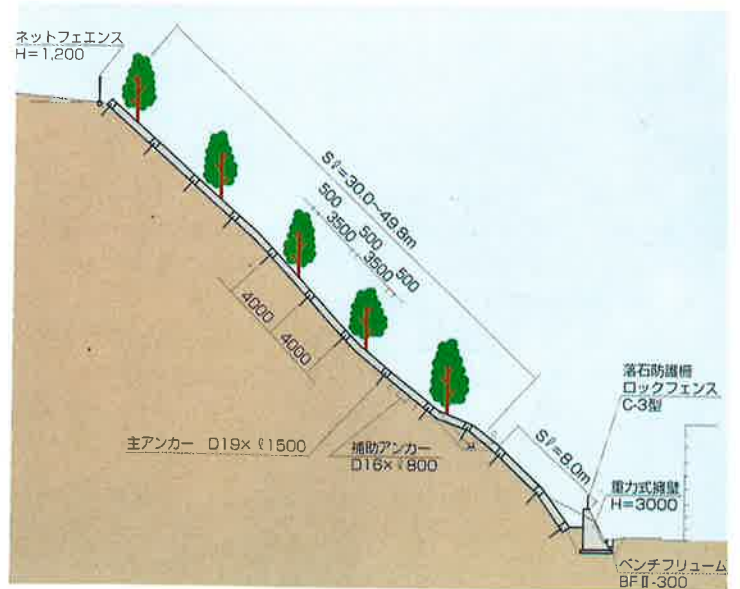 ネットフェエンス
H=1,200
Sℓ=30.0~49.8m
500
3500
500
3500
500
4000
4000
主アンカー D19×ℓ1500
補助アンカー
D16×ℓ800
Sℓ=8.0m
落石防護柵
ロックフェンス
C-3型
重力式擁壁
H=3000
ベンチフリューム
BFⅡ-300